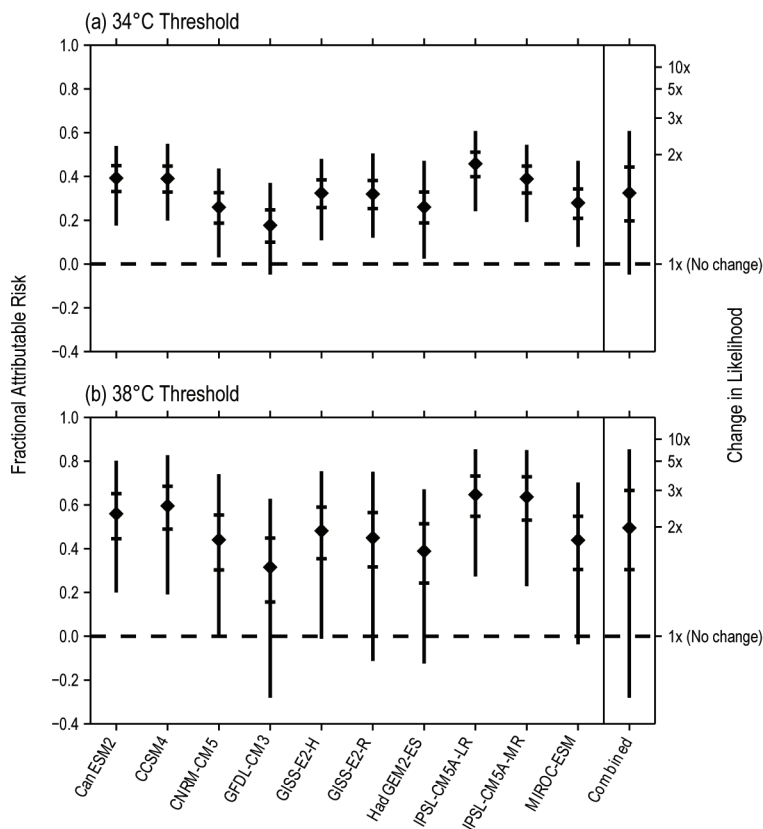 (a) 34°C Threshold
1.0
0.8
0.6
0.4
0.2
0.0
−0.2
−0.4
10x
5x
3x
2x
1x (No change)
Fractional Attributable Risk
Change in Likelihood
(b) 38°C Threshold
1.0
0.8
0.6
0.4
0.2
0.0
−0.2
−0.4
10x
5x
3x
2x
1x (No change)
CanESM2
CCSM4
CNRM-CM5
GFDL-CM3
GISS-E2-H
GISS-E2-R
HadGEM2-ES
IPSL-CM5A-LR
IPSL-CM5A-MR
MIROC-ESM
Combined